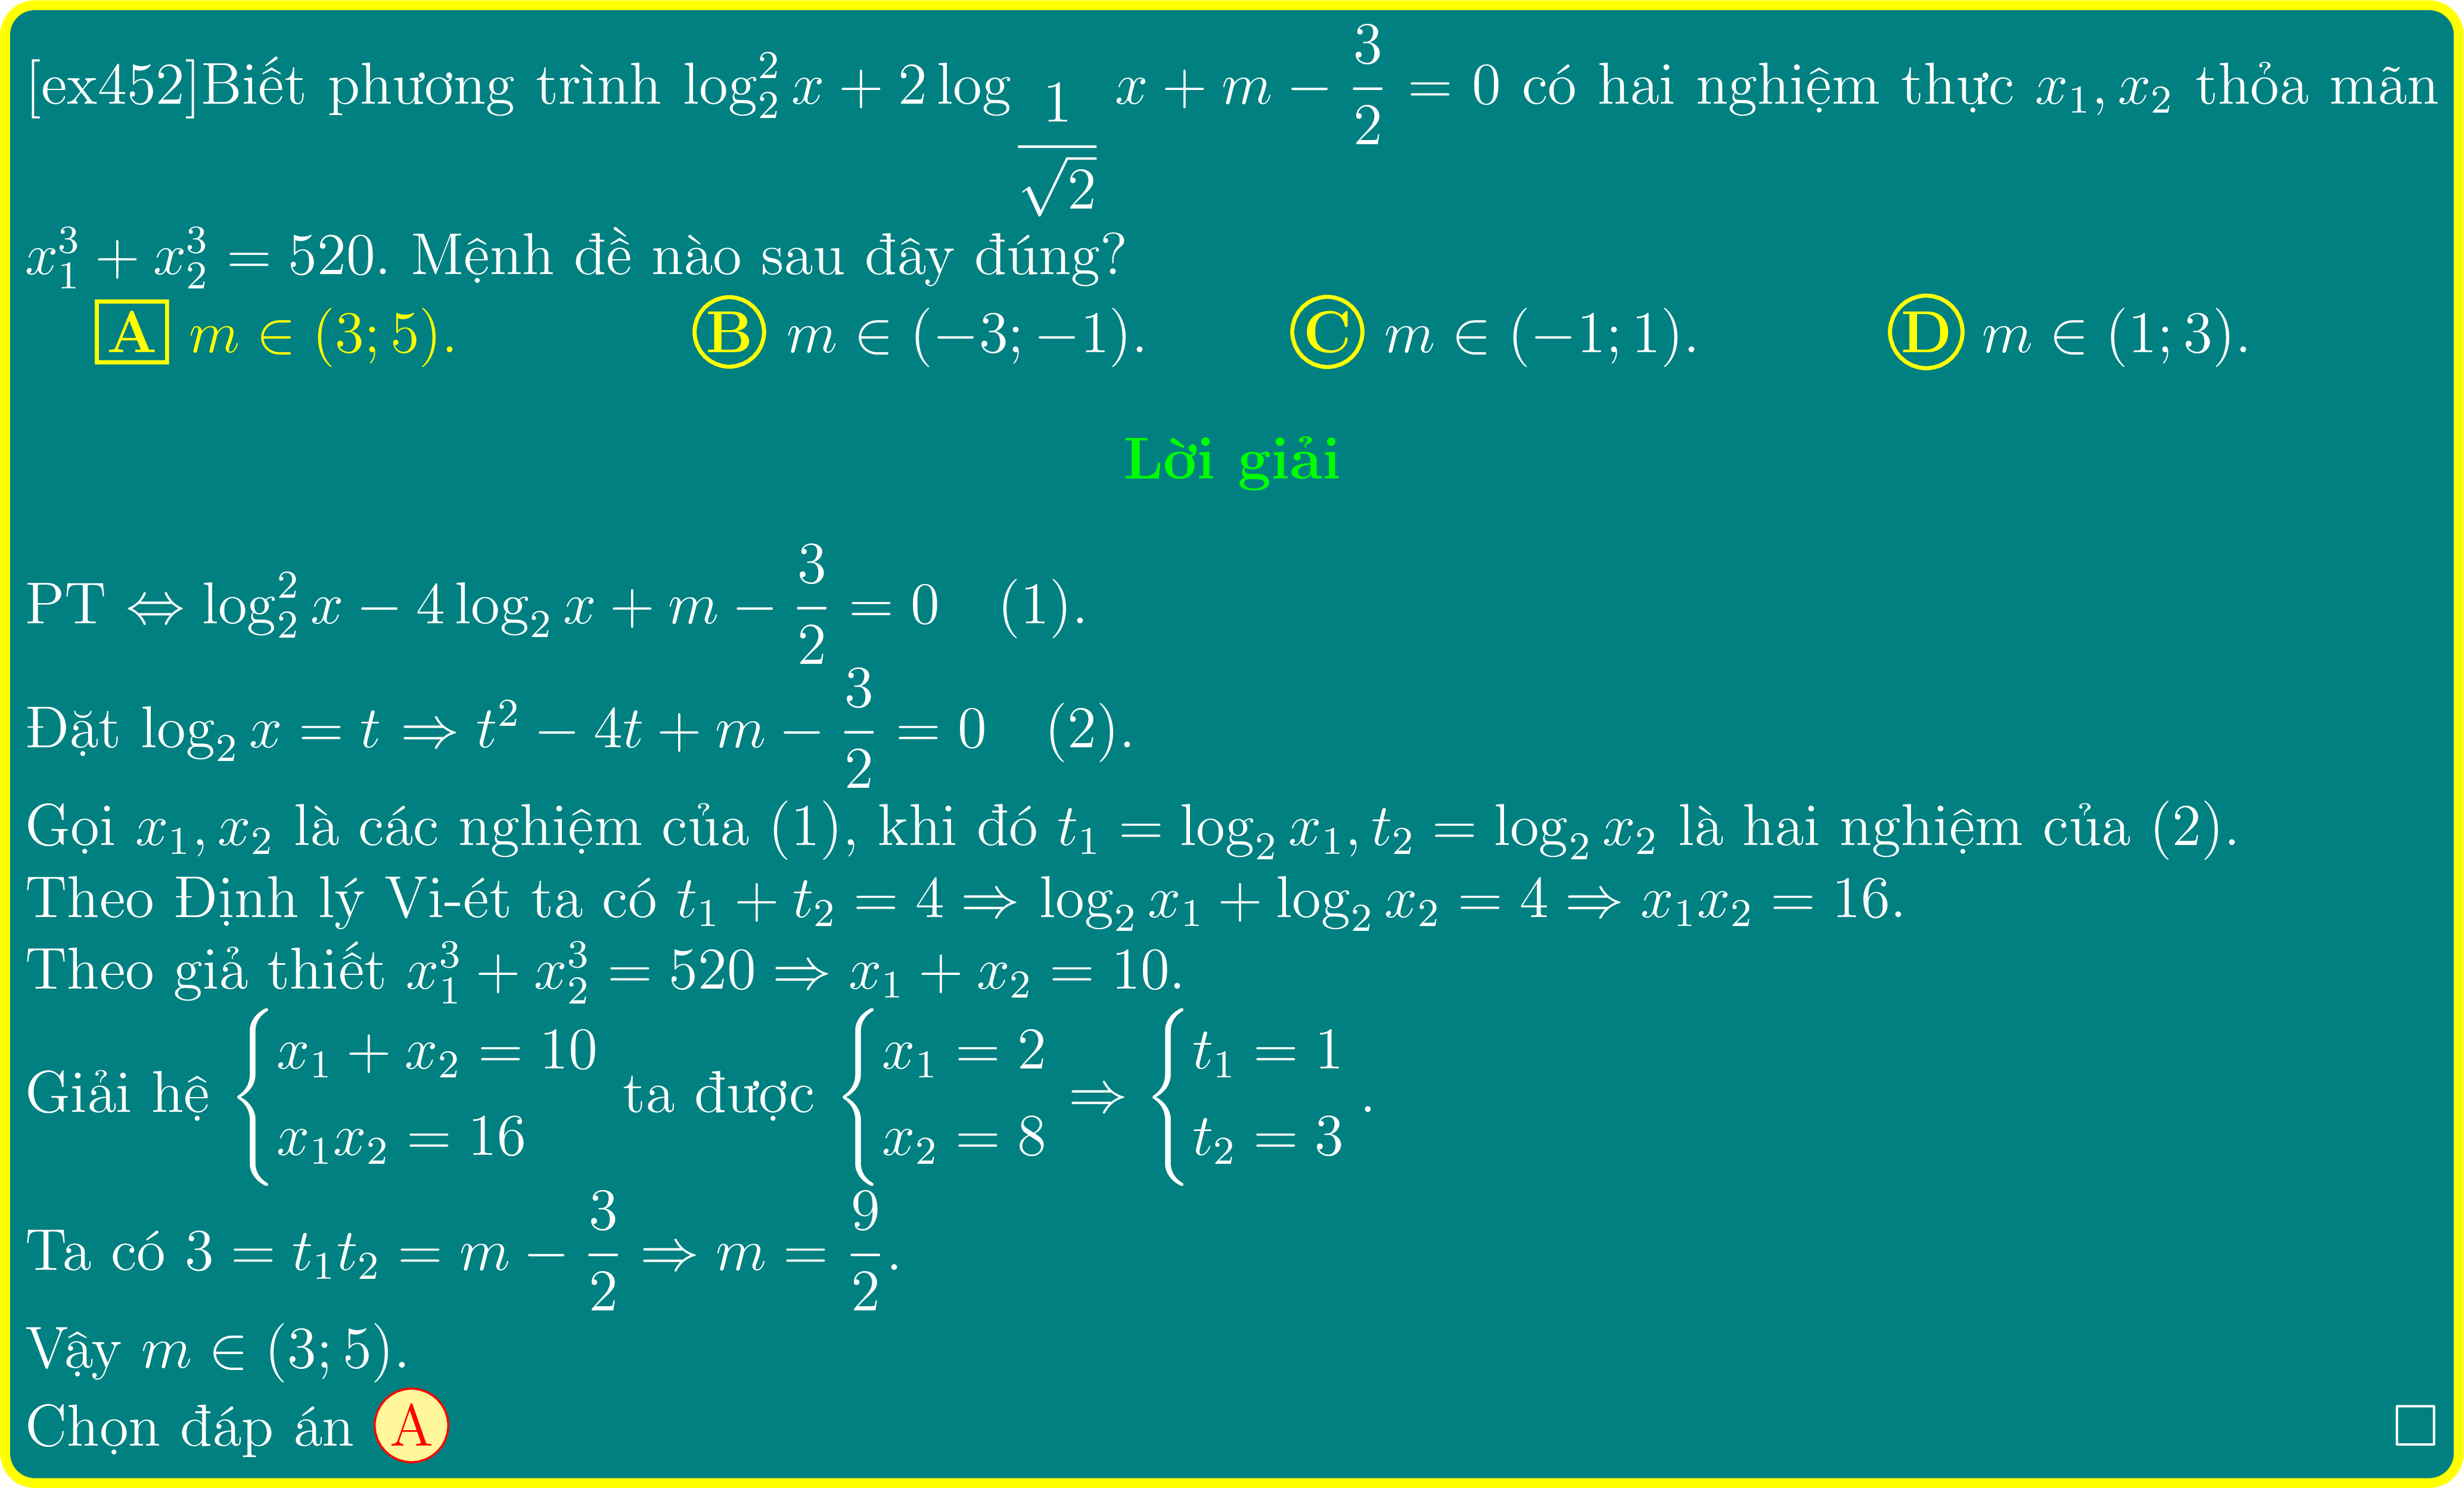 [ex452]Biết phương trình $\log_2^2 x + 2\log_{\dfrac{1}{\sqrt{2}}} x + m - \dfrac{3}{2} = 0$ có hai nghiệm thực $x_1, x_2$ thỏa mãn
$x_1^3 + x_2^3 = 520$. Mệnh đề nào sau đây đúng?
A $m \in (3; 5)$. B $m \in (-3; -1)$. C $m \in (-1; 1)$. D $m \in (1; 3)$.
Lời giải
PT $\Leftrightarrow \log_2^2 x - 4\log_2 x + m - \dfrac{3}{2} = 0$ (1).
Đặt $\log_2 x = t \Rightarrow t^2 - 4t + m - \dfrac{3}{2} = 0$ (2).
Gọi $x_1, x_2$ là các nghiệm của (1), khi đó $t_1 = \log_2 x_1, t_2 = \log_2 x_2$ là hai nghiệm của (2).
Theo Định lý Vi-ét ta có $t_1 + t_2 = 4 \Rightarrow \log_2 x_1 + \log_2 x_2 = 4 \Rightarrow x_1x_2 = 16$.
Theo giả thiết $x_1^3 + x_2^3 = 520 \Rightarrow x_1 + x_2 = 10$.
Giải hệ $\begin{cases} x_1 + x_2 = 10 \\ x_1x_2 = 16 \end{cases}$ ta được $\begin{cases} x_1 = 2 \\ x_2 = 8 \end{cases} \Rightarrow \begin{cases} t_1 = 1 \\ t_2 = 3 \end{cases}$.
Ta có $3 = t_1t_2 = m - \dfrac{3}{2} \Rightarrow m = \dfrac{9}{2}$.
Vậy $m \in (3; 5)$.
Chọn đáp án A □